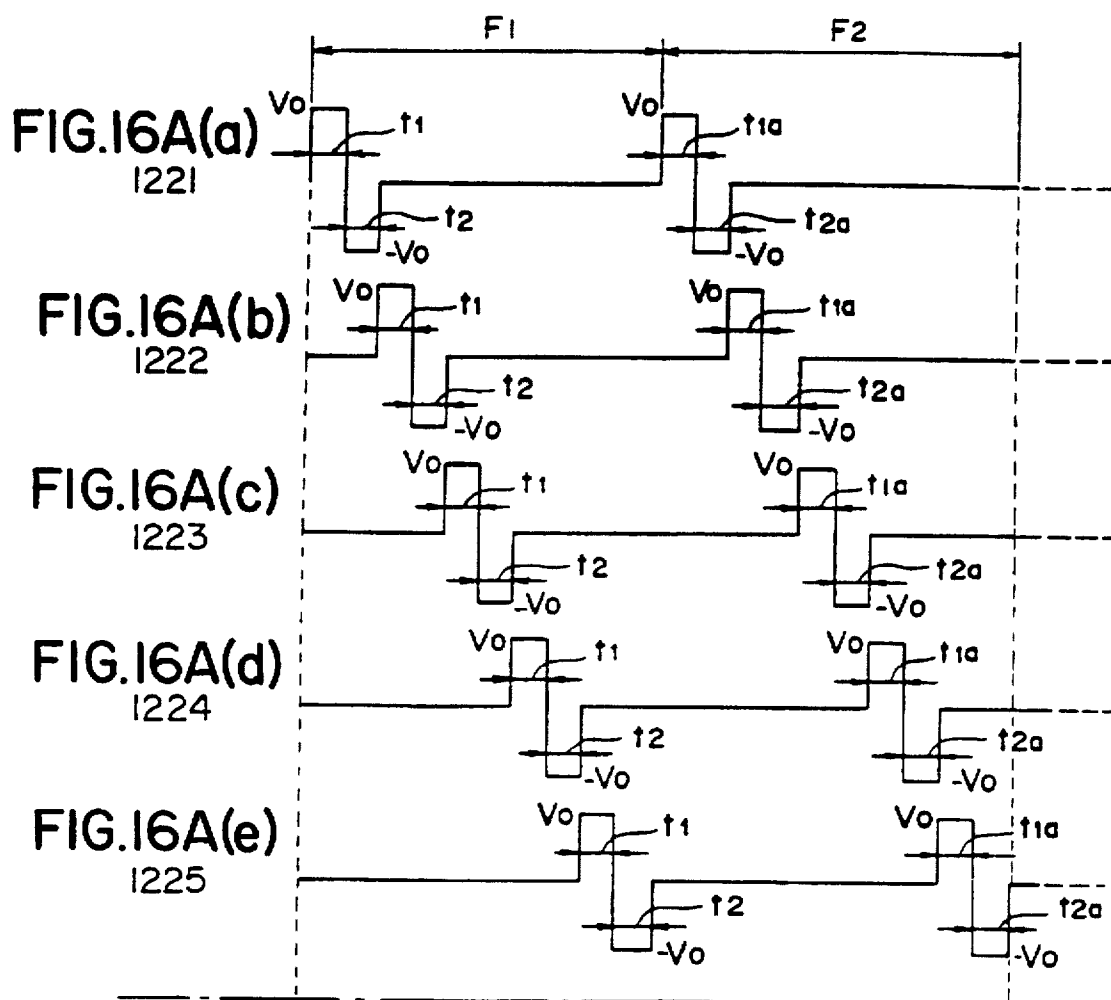 F1 F2
FIG.16A(a)
1221
Vo t1 t2 -Vo Vo t1a t2a -Vo
FIG.16A(b)
1222
Vo t1 t2 -Vo Vo t1a t2a -Vo
FIG.16A(c)
1223
Vo t1 t2 -Vo Vo t1a t2a -Vo
FIG.16A(d)
1224
Vo t1 t2 -Vo Vo t1a t2a -Vo
FIG.16A(e)
1225
Vo t1 t2 -Vo Vo t1a t2a -Vo